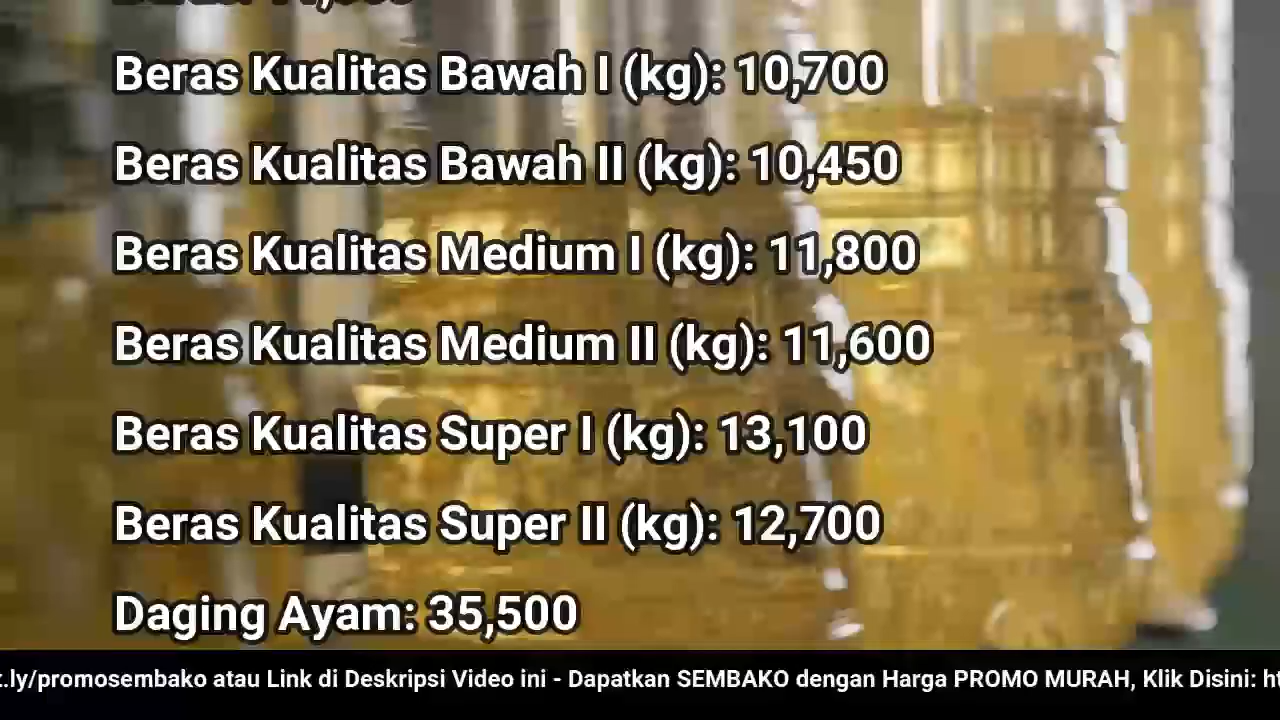 Beras Kualitas Bawah I (kg): 10,700
Beras Kualitas Bawah II (kg): 10,450
Beras Kualitas Medium I (kg): 11,800
Beras Kualitas Medium II (kg): 11,600
Beras Kualitas Super I (kg): 13,100
Beras Kualitas Super II (kg): 12,700
Daging Ayam: 35,500
.ly/promosembako atau Link di Deskripsi Video ini - Dapatkan SEMBAKO dengan Harga PROMO MURAH, Klik Disini: